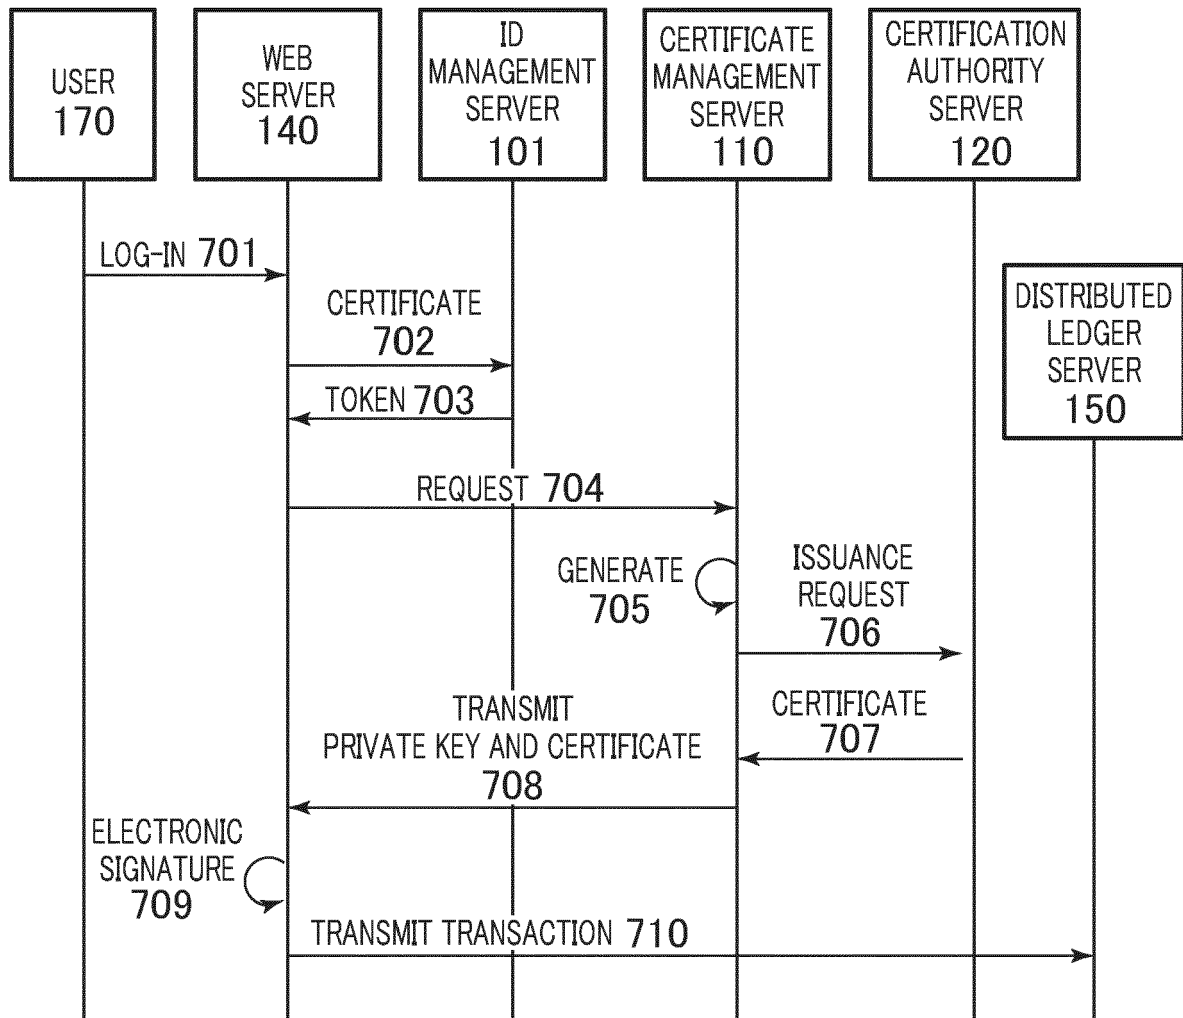 USER
170
WEB
SERVER
140
ID
MANAGEMENT
SERVER
101
CERTIFICATE
MANAGEMENT
SERVER
110
CERTIFICATION
AUTHORITY
SERVER
120
DISTRIBUTED
LEDGER
SERVER
150
LOG-IN 701
CERTIFICATE
702
TOKEN 703
REQUEST 704
GENERATE
705
ISSUANCE
REQUEST
706
CERTIFICATE
707
TRANSMIT
PRIVATE KEY AND CERTIFICATE
708
ELECTRONIC
SIGNATURE
709
TRANSMIT TRANSACTION 710